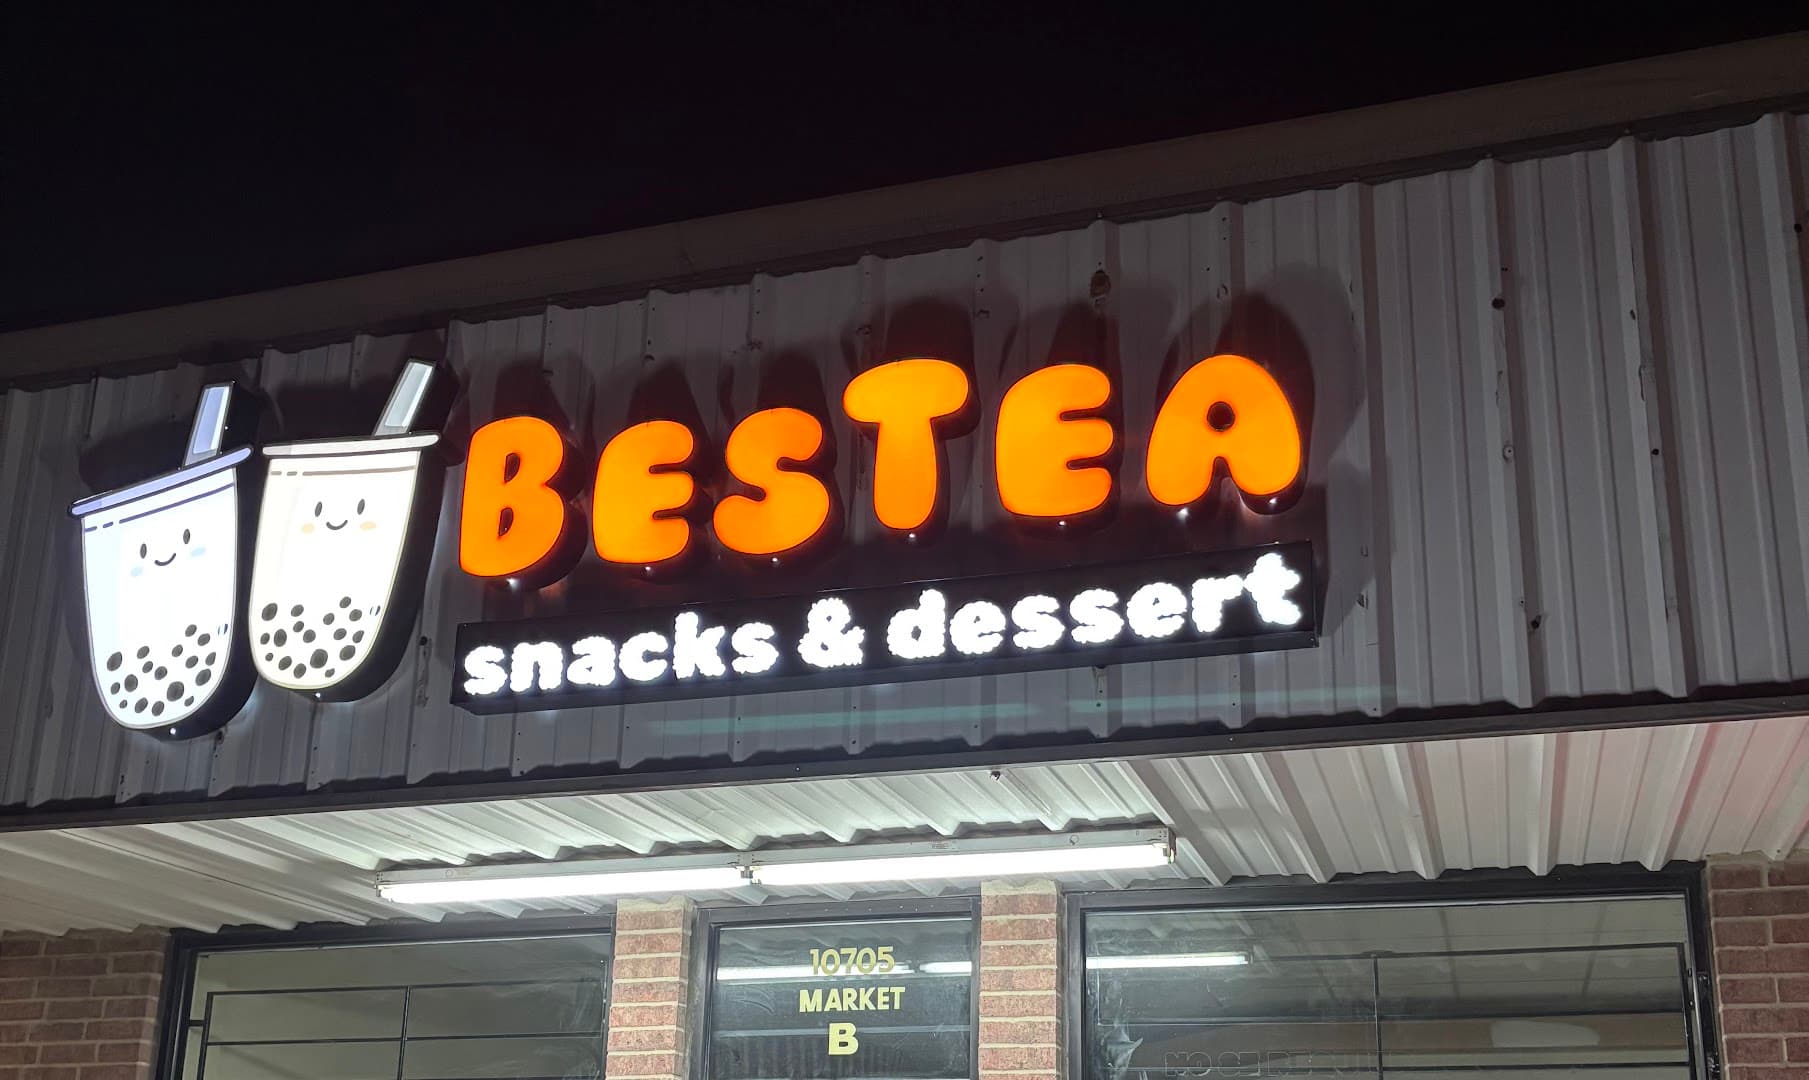 BESTEA
snacks & dessert
10705
MARKET
B